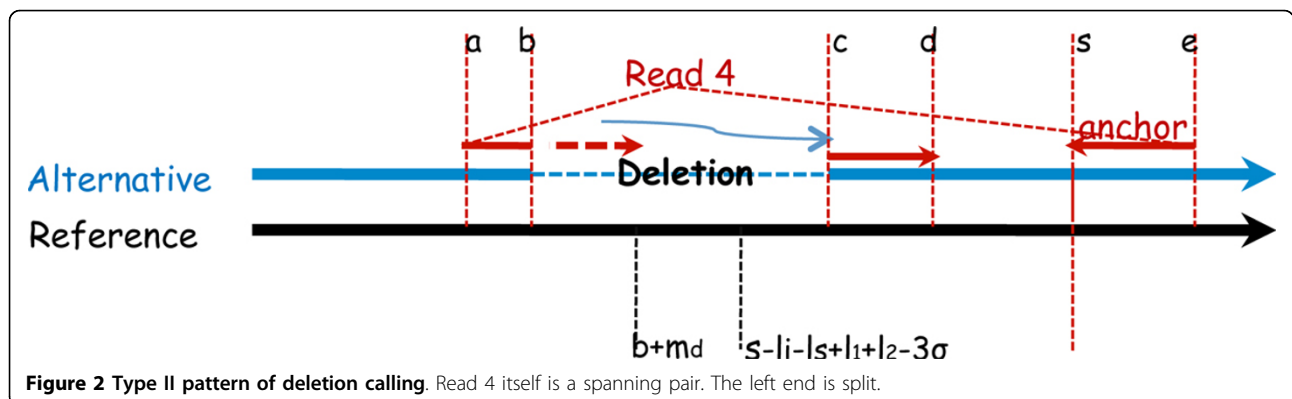 a b c d s e
Read 4
anchor
Alternative
Deletion
Reference
b+md s-li-ls+l1+l2-3σ
Figure 2 Type II pattern of deletion calling. Read 4 itself is a spanning pair. The left end is split.